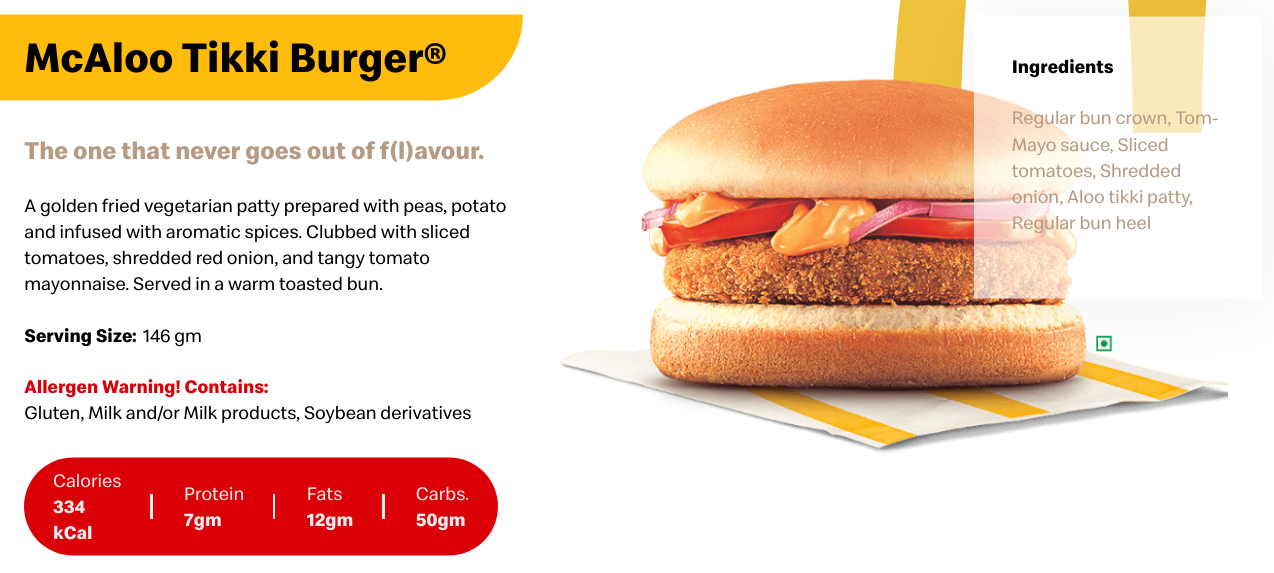 McAloo Tikki Burger®
The one that never goes out of f(l)avour.
A golden fried vegetarian patty prepared with peas, potato
and infused with aromatic spices. Clubbed with sliced
tomatoes, shredded red onion, and tangy tomato
mayonnaise. Served in a warm toasted bun.
Serving Size: 146 gm
Allergen Warning! Contains:
Gluten, Milk and/or Milk products, Soybean derivatives
Calories
334
kCal
Protein
7gm
Fats
12gm
Carbs.
50gm
Ingredients
Regular bun crown, Tom-
Mayo sauce, Sliced
tomatoes, Shredded
onion, Aloo tikki patty,
Regular bun heel